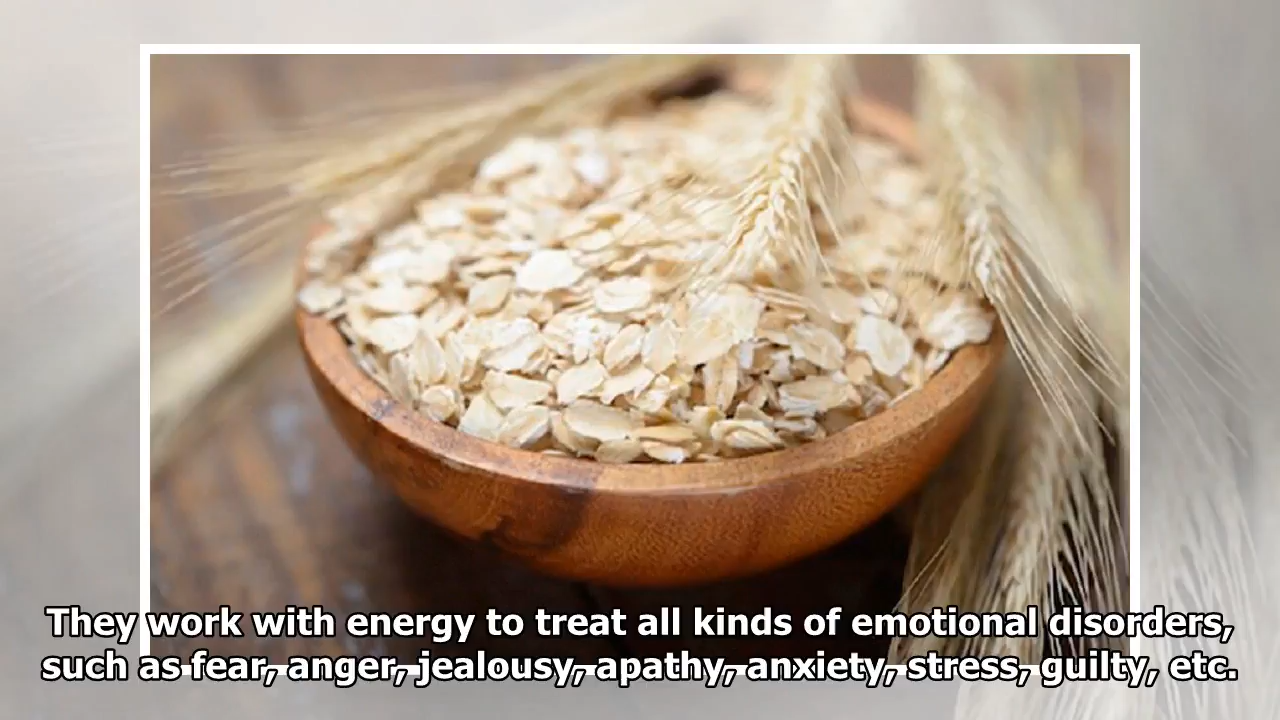 They work with energy to treat all kinds of emotional disorders,
such as fear, anger, jealousy, apathy, anxiety, stress, guilty, etc.